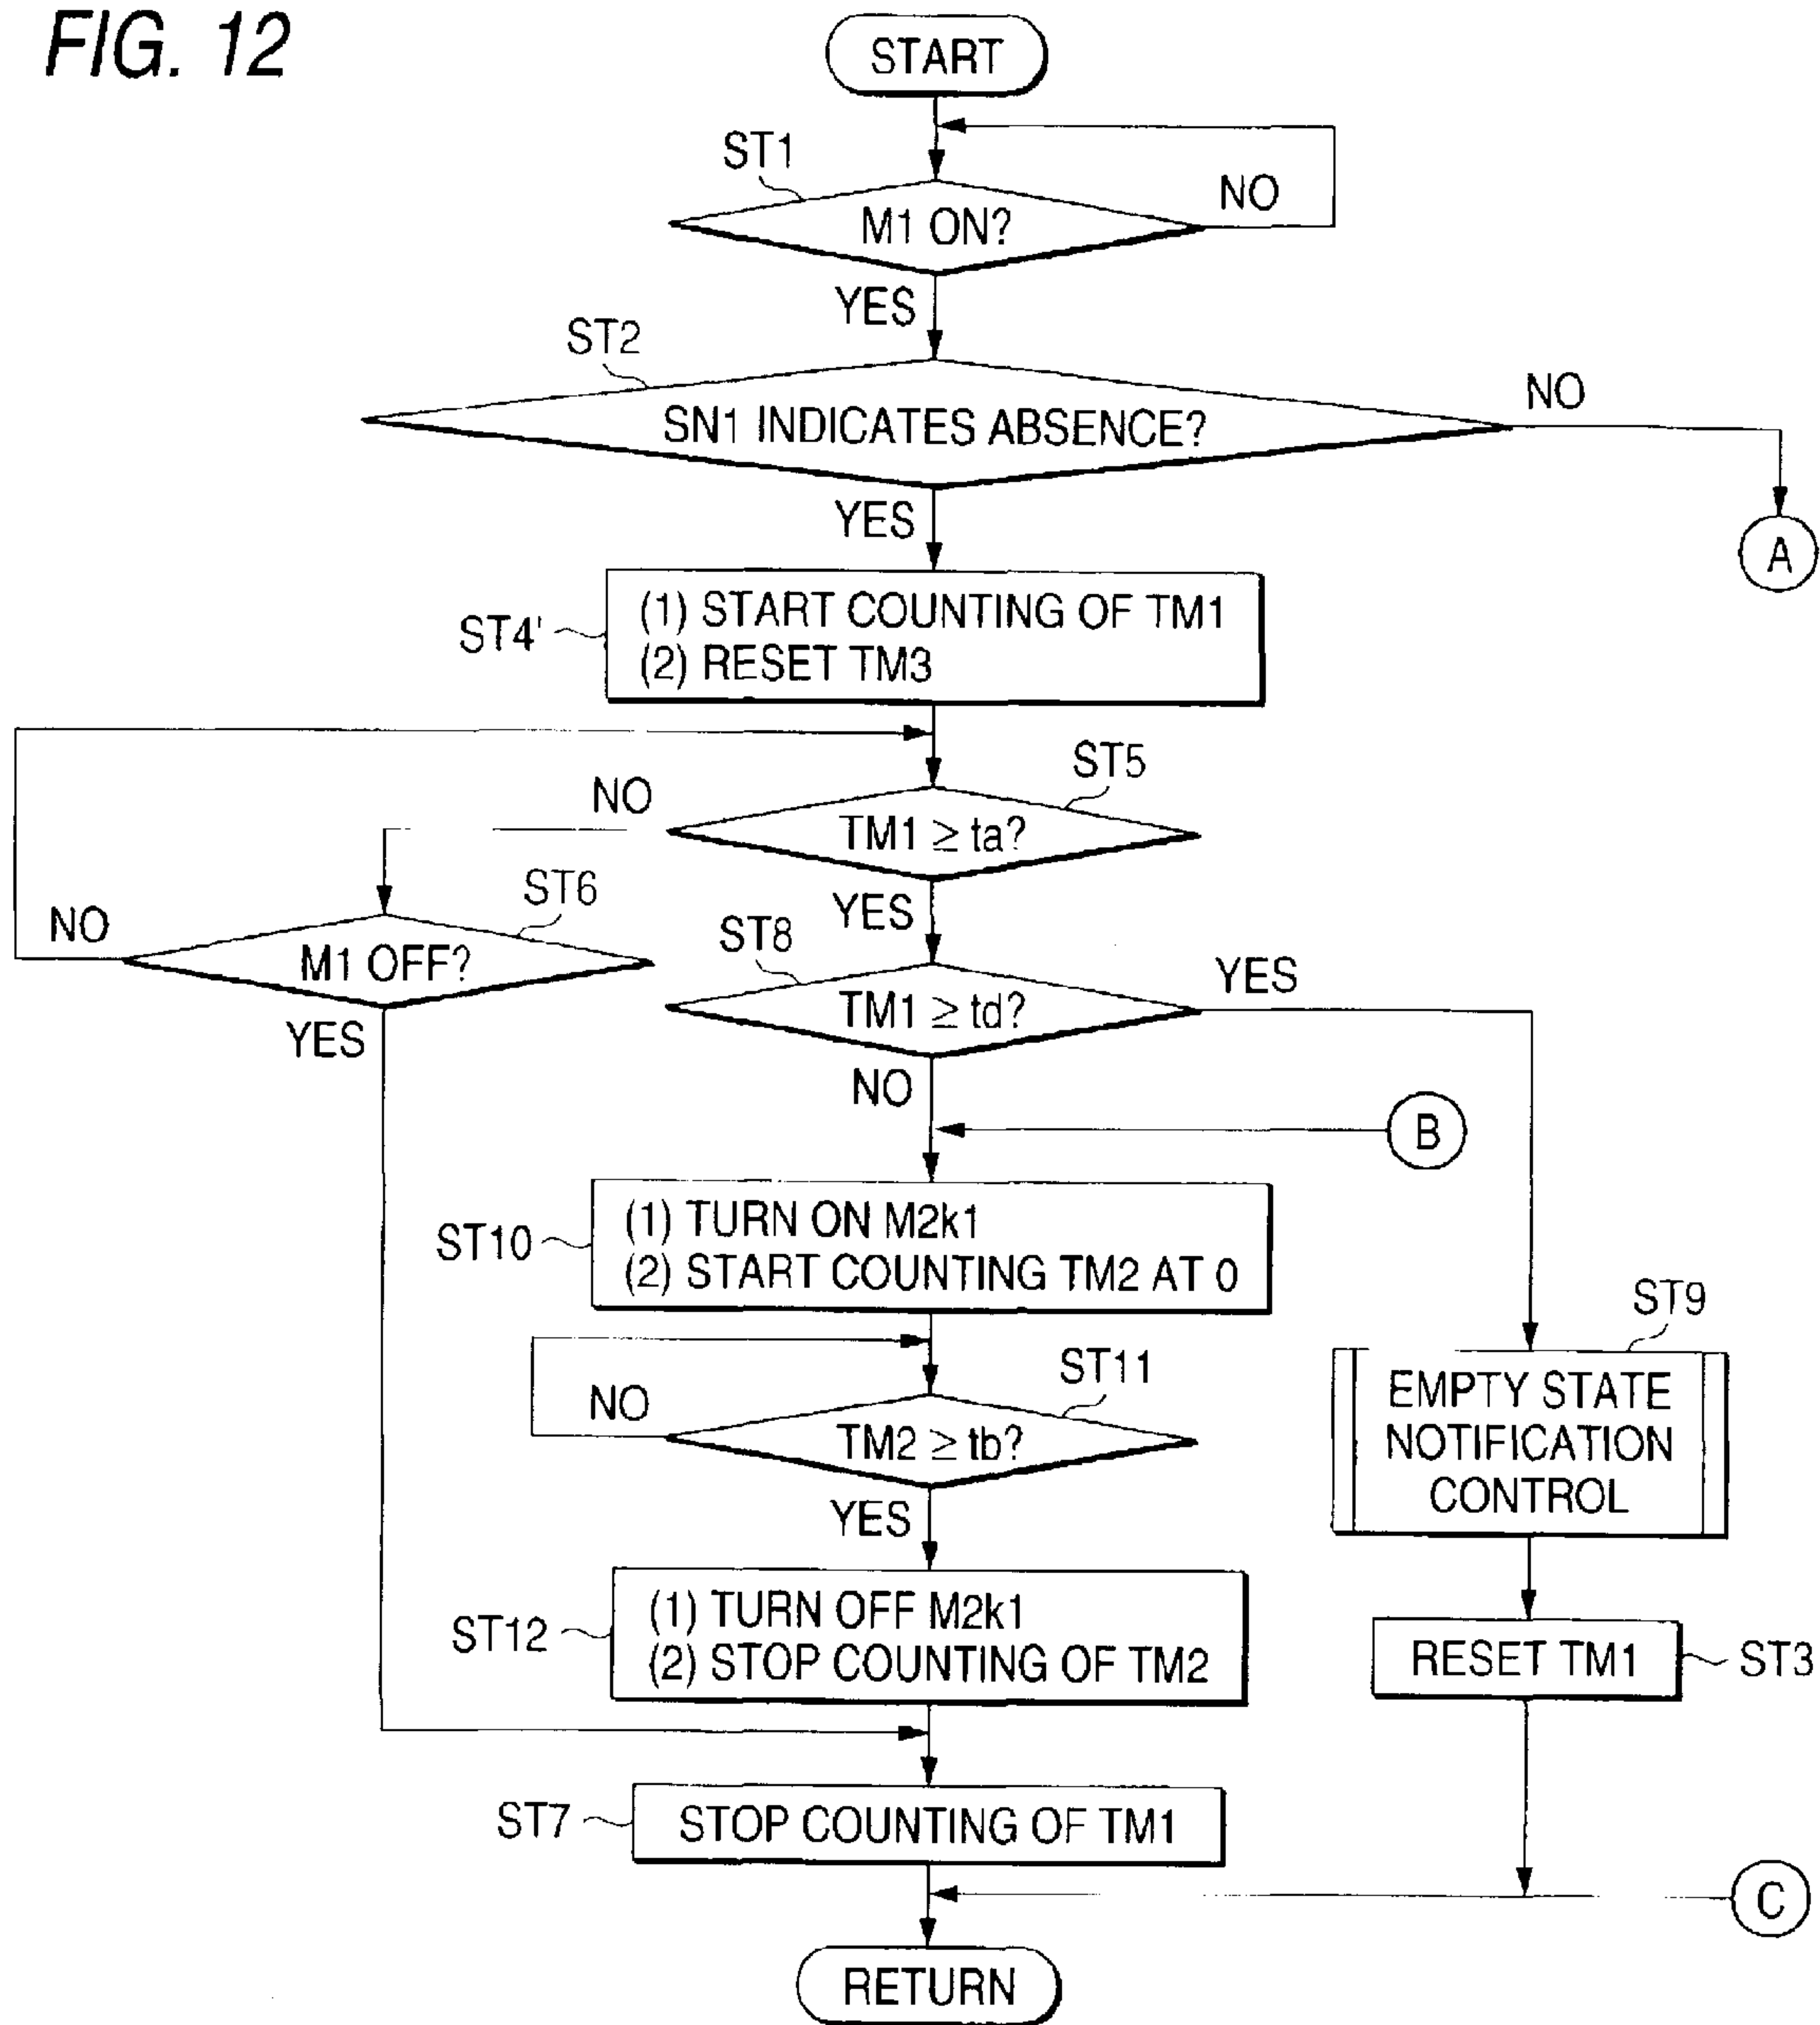 FIG. 12
START
ST1
M1 ON?
NO
YES
ST2
SN1 INDICATES ABSENCE?
NO
YES
A
ST4'
(1) START COUNTING OF TM1
(2) RESET TM3
ST5
TM1 ≥ ta?
NO
YES
ST6
M1 OFF?
NO
YES
ST8
TM1 ≥ td?
YES
NO
B
ST10
(1) TURN ON M2k1
(2) START COUNTING TM2 AT 0
ST11
TM2 ≥ tb?
NO
YES
ST9
EMPTY STATE
NOTIFICATION
CONTROL
ST12
(1) TURN OFF M2k1
(2) STOP COUNTING OF TM2
RESET TM1
ST3
ST7
STOP COUNTING OF TM1
C
RETURN